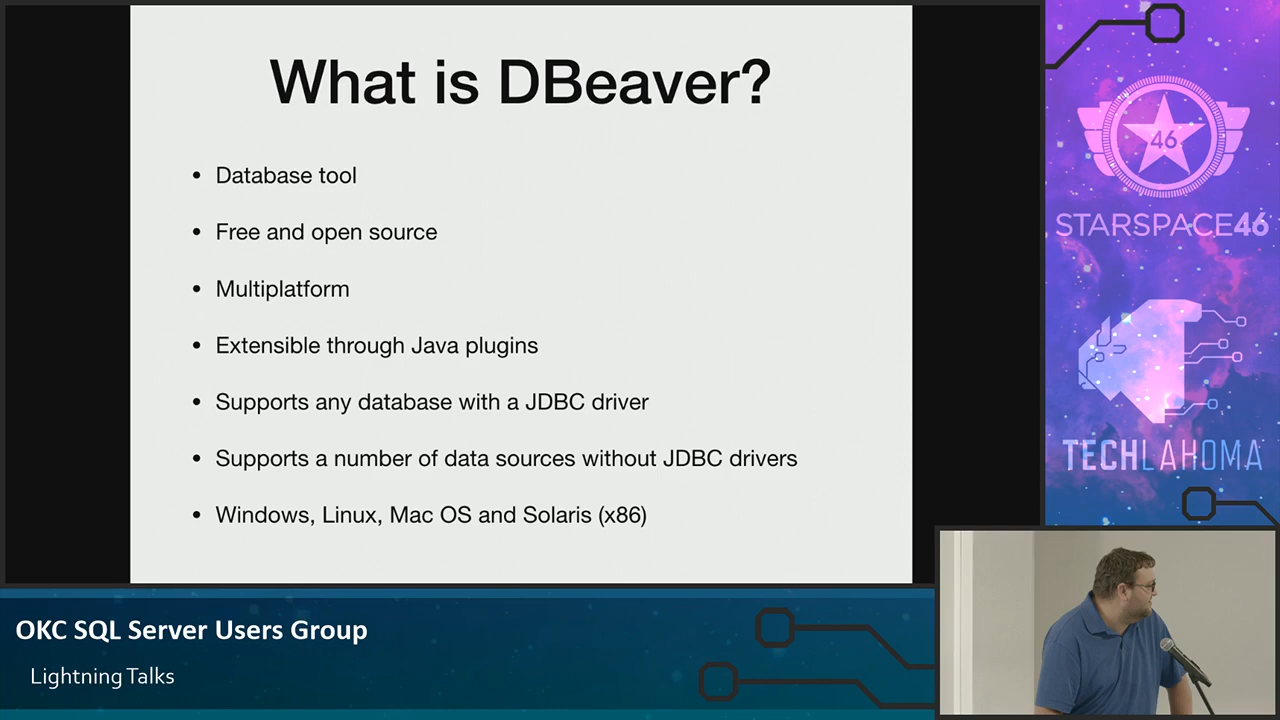 What is DBeaver?
• Database tool
• Free and open source
• Multiplatform
• Extensible through Java plugins
• Supports any database with a JDBC driver
• Supports a number of data sources without JDBC drivers
• Windows, Linux, Mac OS and Solaris (x86)
46
STARSPACE46
TECHLAHOMA
OKC SQL Server Users Group
Lightning Talks